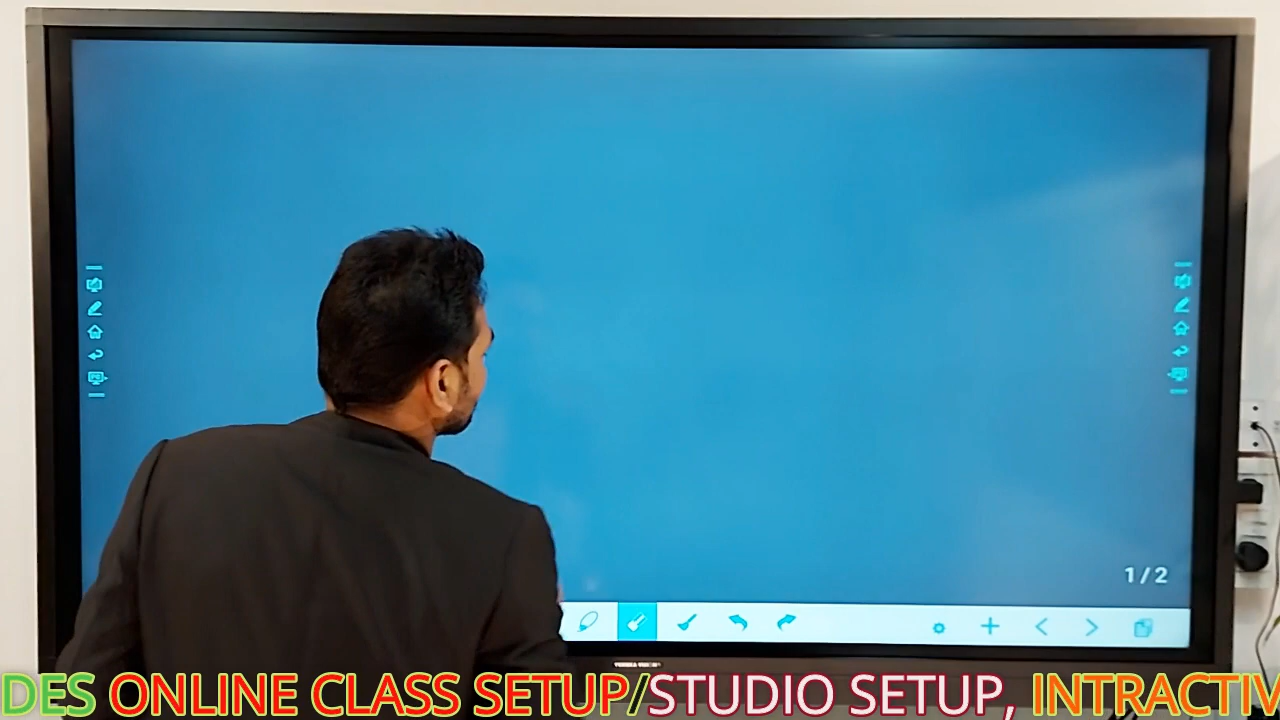 1/2
DES ONLINE CLASS SETUP/STUDIO SETUP, INTRACTIV